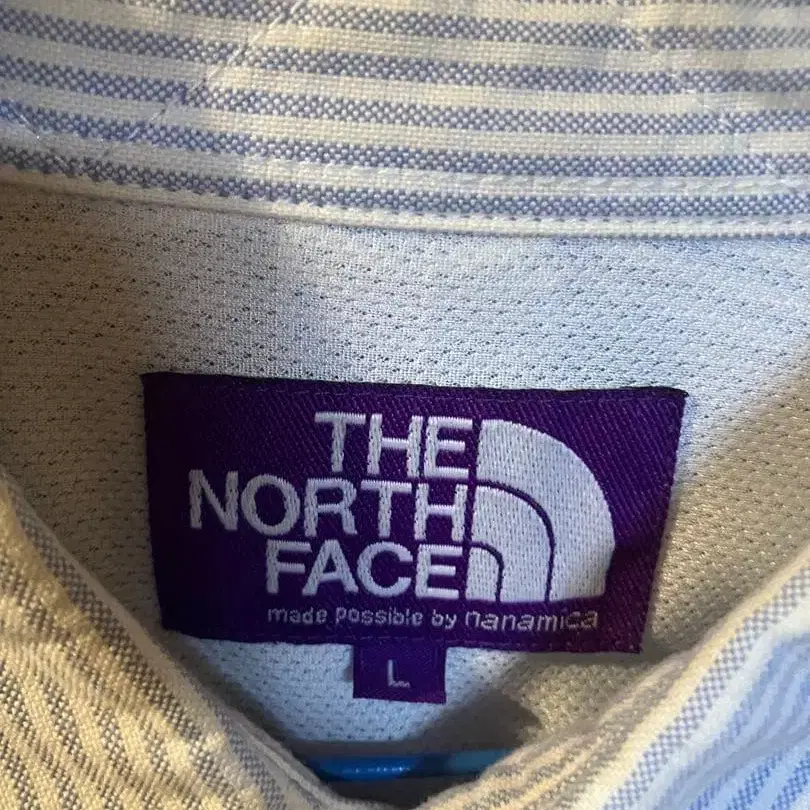 THE
NORTH
FACE
made possible by nanamica
L